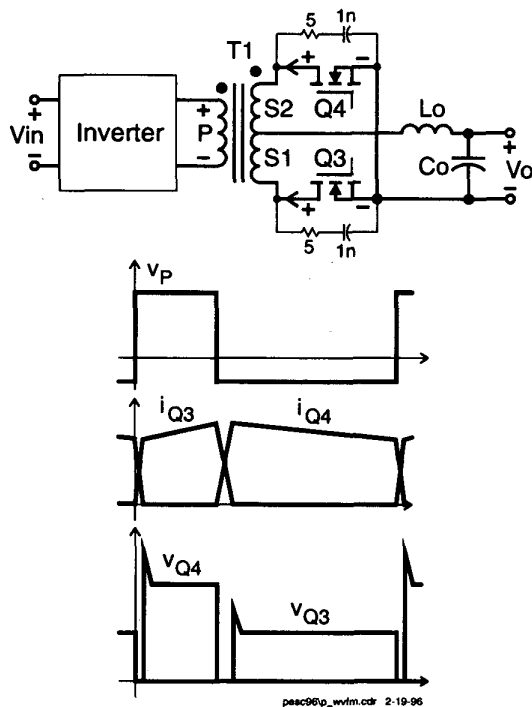 5 1n
T1
+ −
Q4
+ Vin −
Inverter
+ P −
S2
S1
Lo
Q3
Co
+ Vo −
+ −
5 1n
vP
iQ3 iQ4
vQ4
vQ3
pesc96\p_wvfm.cdr 2-19-96